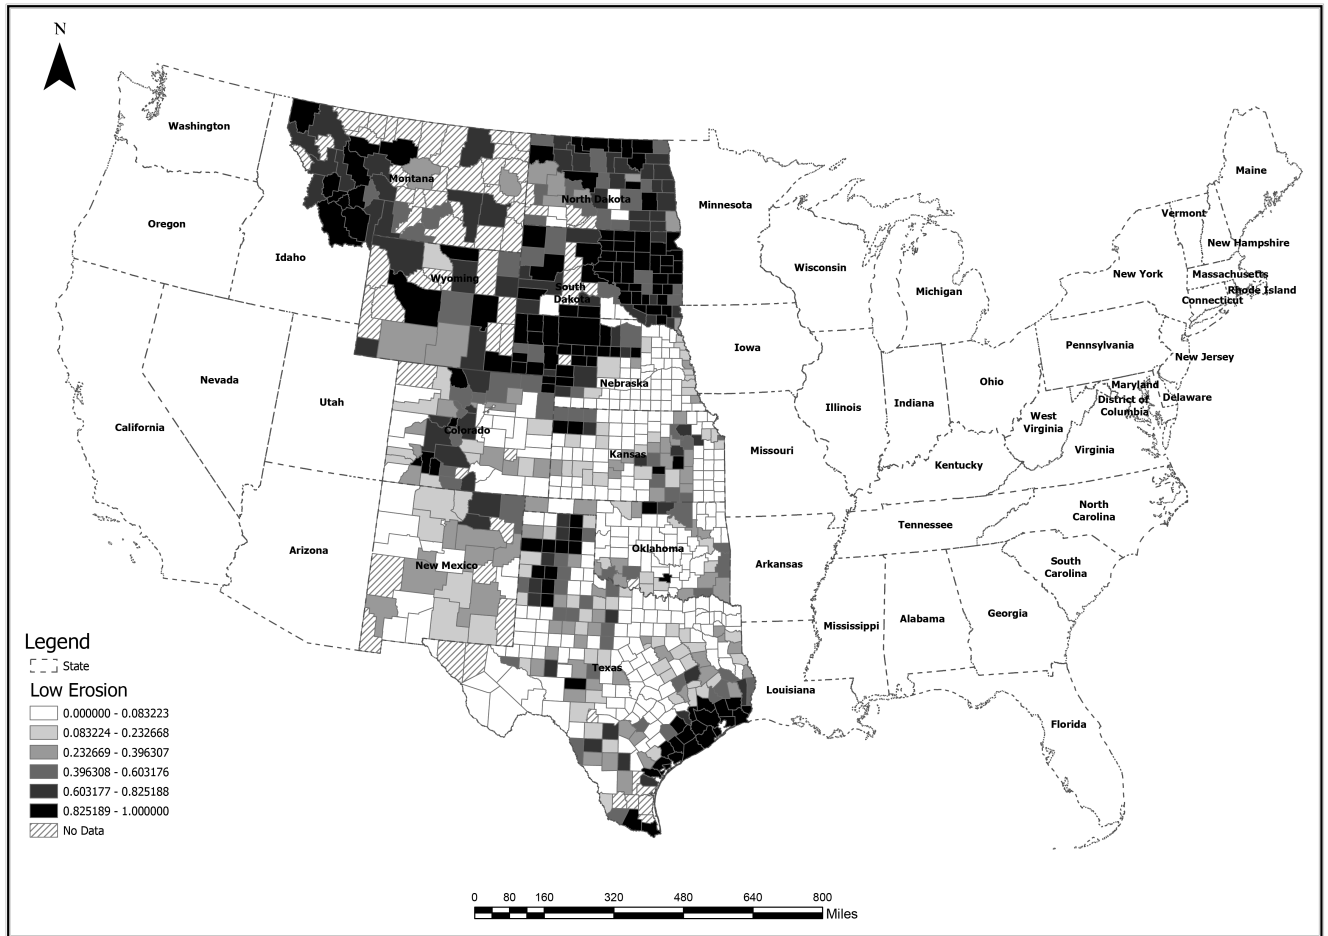 N
Washington
Oregon
Idaho
Montana
North Dakota
Minnesota
Wisconsin
Michigan
Maine
Vermont
New Hampshire
New York
Massachusetts
Rhode Island
Connecticut
Wyoming
South
Dakota
Iowa
Pennsylvania
New Jersey
Nevada
Utah
Nebraska
Illinois
Indiana
Ohio
Maryland
District of
Columbia
Delaware
West
Virginia
Virginia
California
Colorado
Kansas
Missouri
Kentucky
Arizona
New Mexico
Oklahoma
Arkansas
Tennessee
North
Carolina
South
Carolina
Mississippi
Alabama
Georgia
Texas
Louisiana
Florida
Legend
State
Low Erosion
0.000000 - 0.083223
0.083224 - 0.232668
0.232669 - 0.396307
0.396308 - 0.603176
0.603177 - 0.825188
0.825189 - 1.000000
No Data
0 80 160 320 480 640 800
Miles